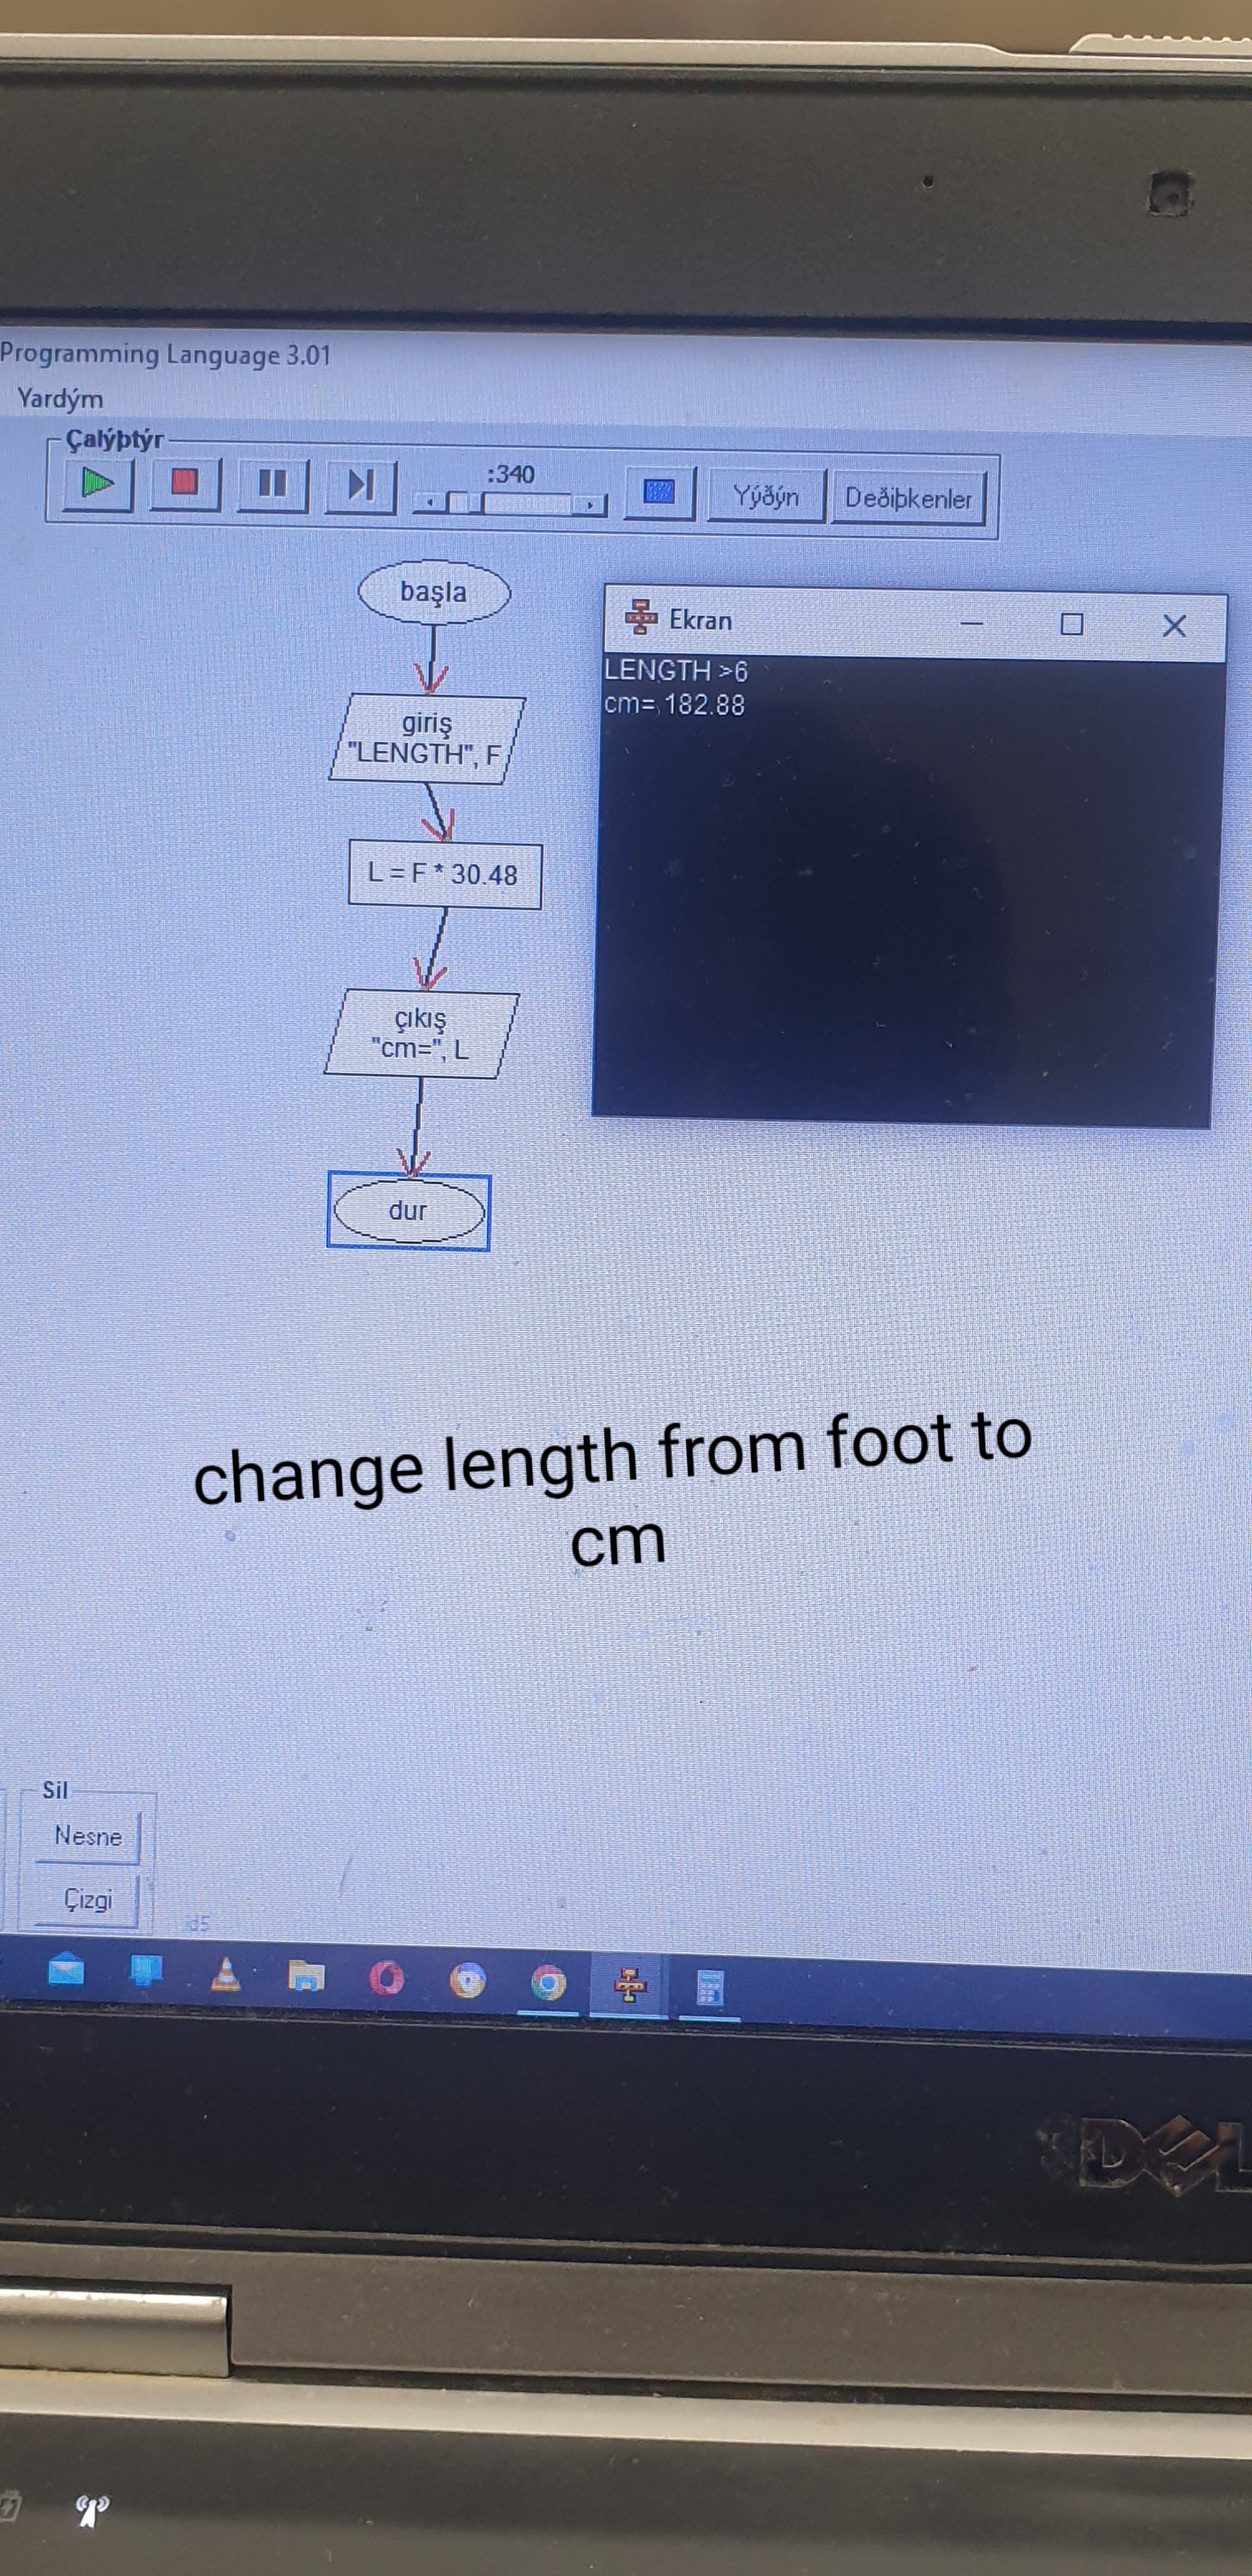 Programming Language 3.01
Yardým
Çalýþtýr
:340
Yýðýn
Deðiþkenler
başla
giriş
"LENGTH", F
L = F * 30.48
çıkış
"cm=", L
dur
Ekran
LENGTH >6
cm= 182.88
change length from foot to
cm
Sil
Nesne
Çizgi